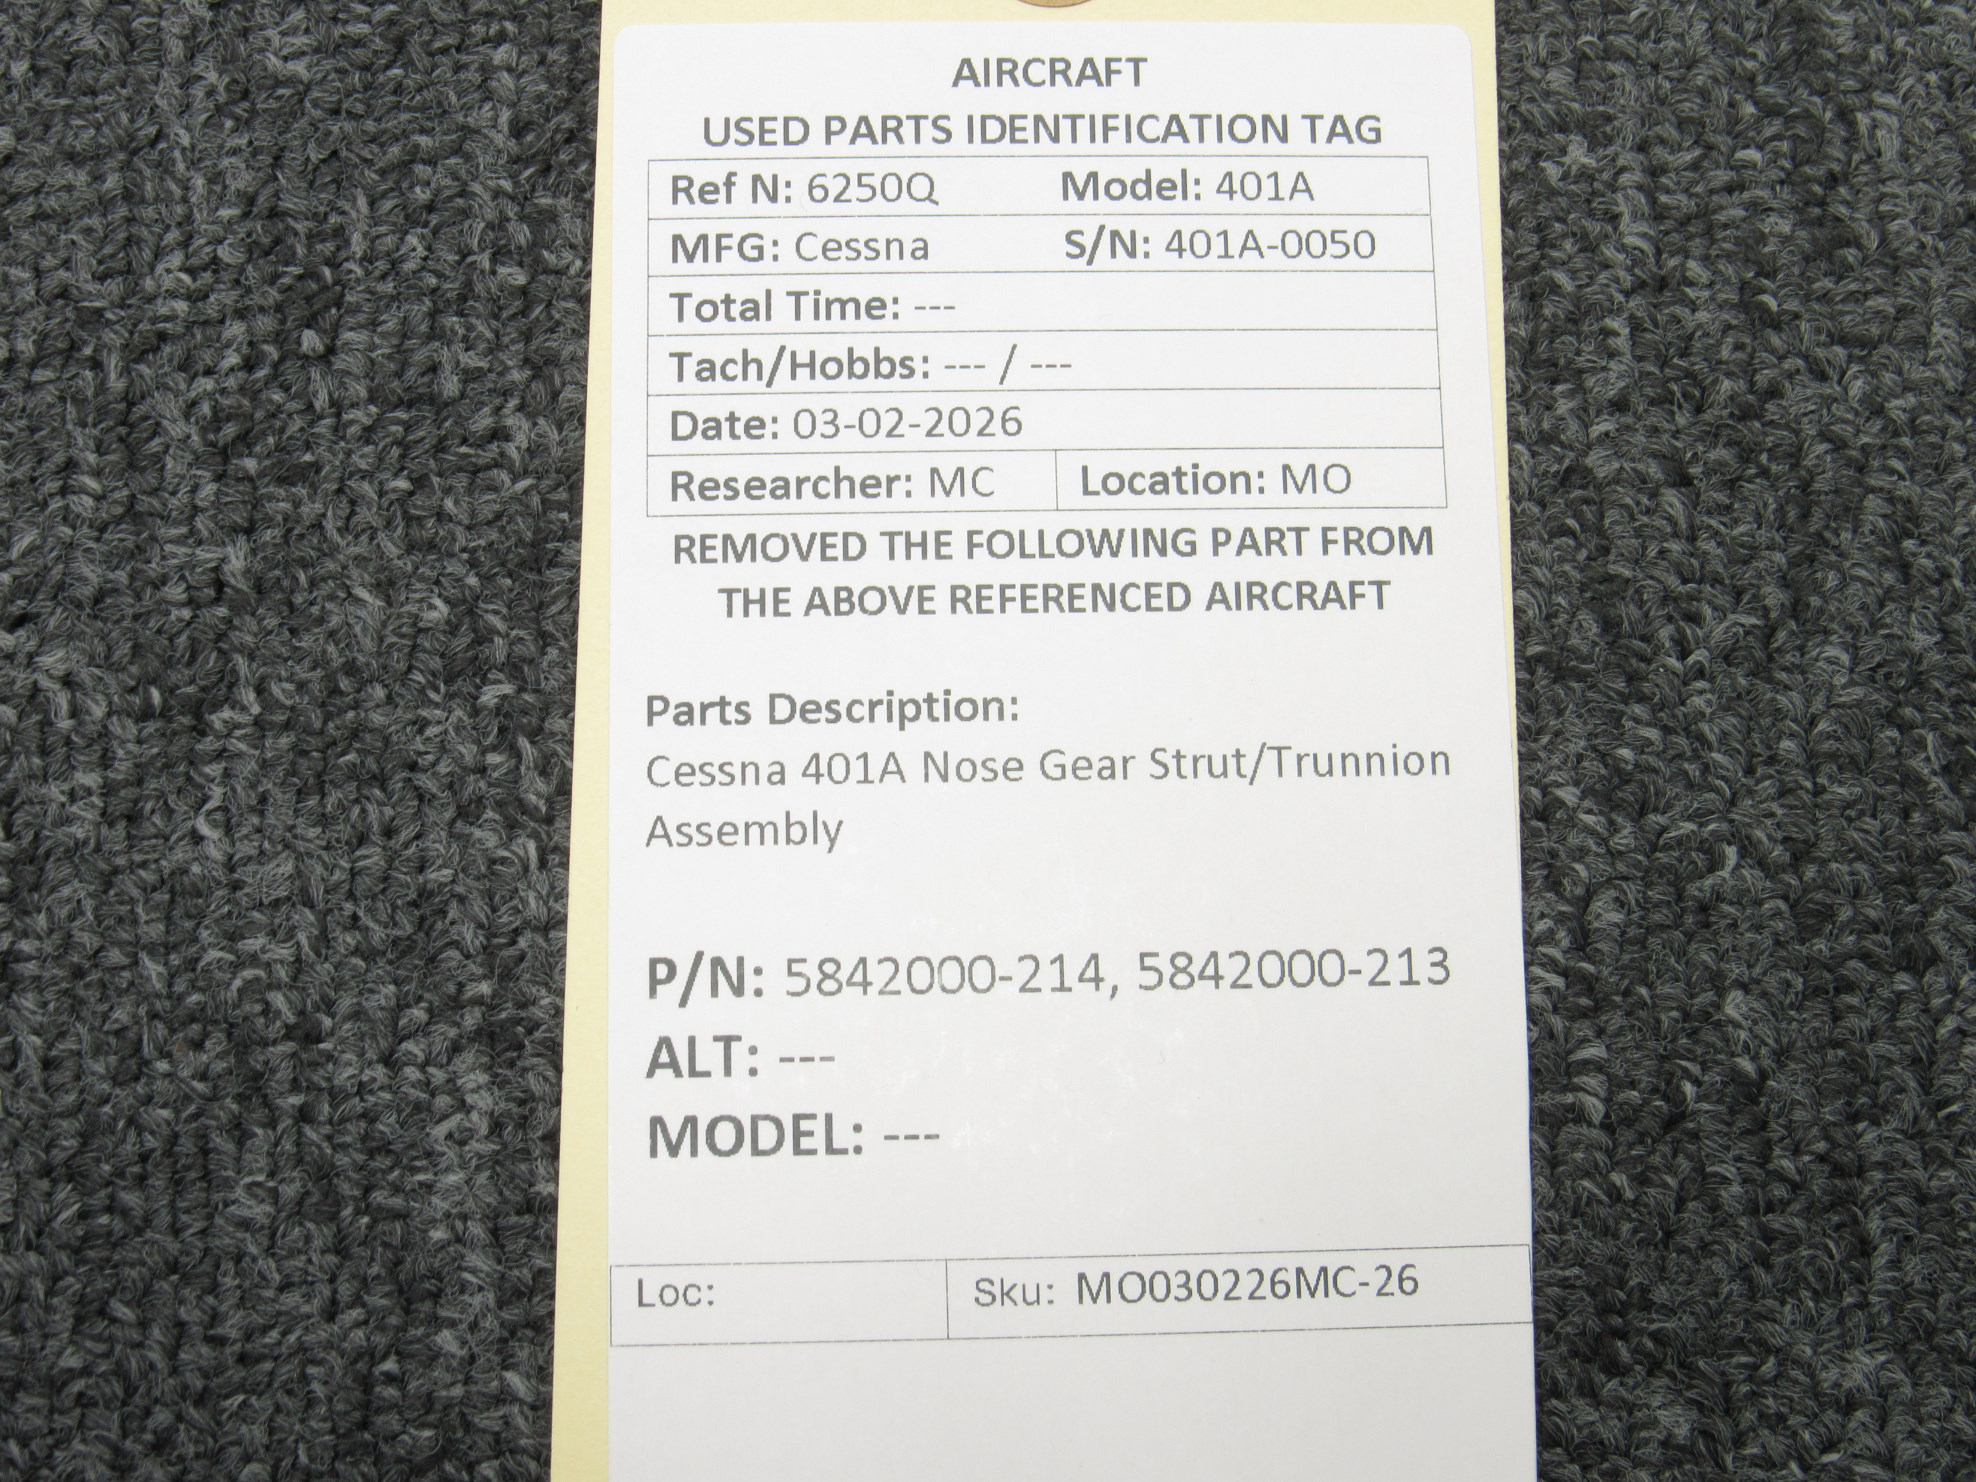 AIRCRAFT
USED PARTS IDENTIFICATION TAG
Ref N: 6250Q Model: 401A
MFG: Cessna S/N: 401A-0050
Total Time: ---
Tach/Hobbs: --- / ---
Date: 03-02-2026
Researcher: MC Location: MO
REMOVED THE FOLLOWING PART FROM
THE ABOVE REFERENCED AIRCRAFT
Parts Description:
Cessna 401A Nose Gear Strut/Trunnion
Assembly
P/N: 5842000-214, 5842000-213
ALT: ---
MODEL: ---
Loc: Sku: MO030226MC-26